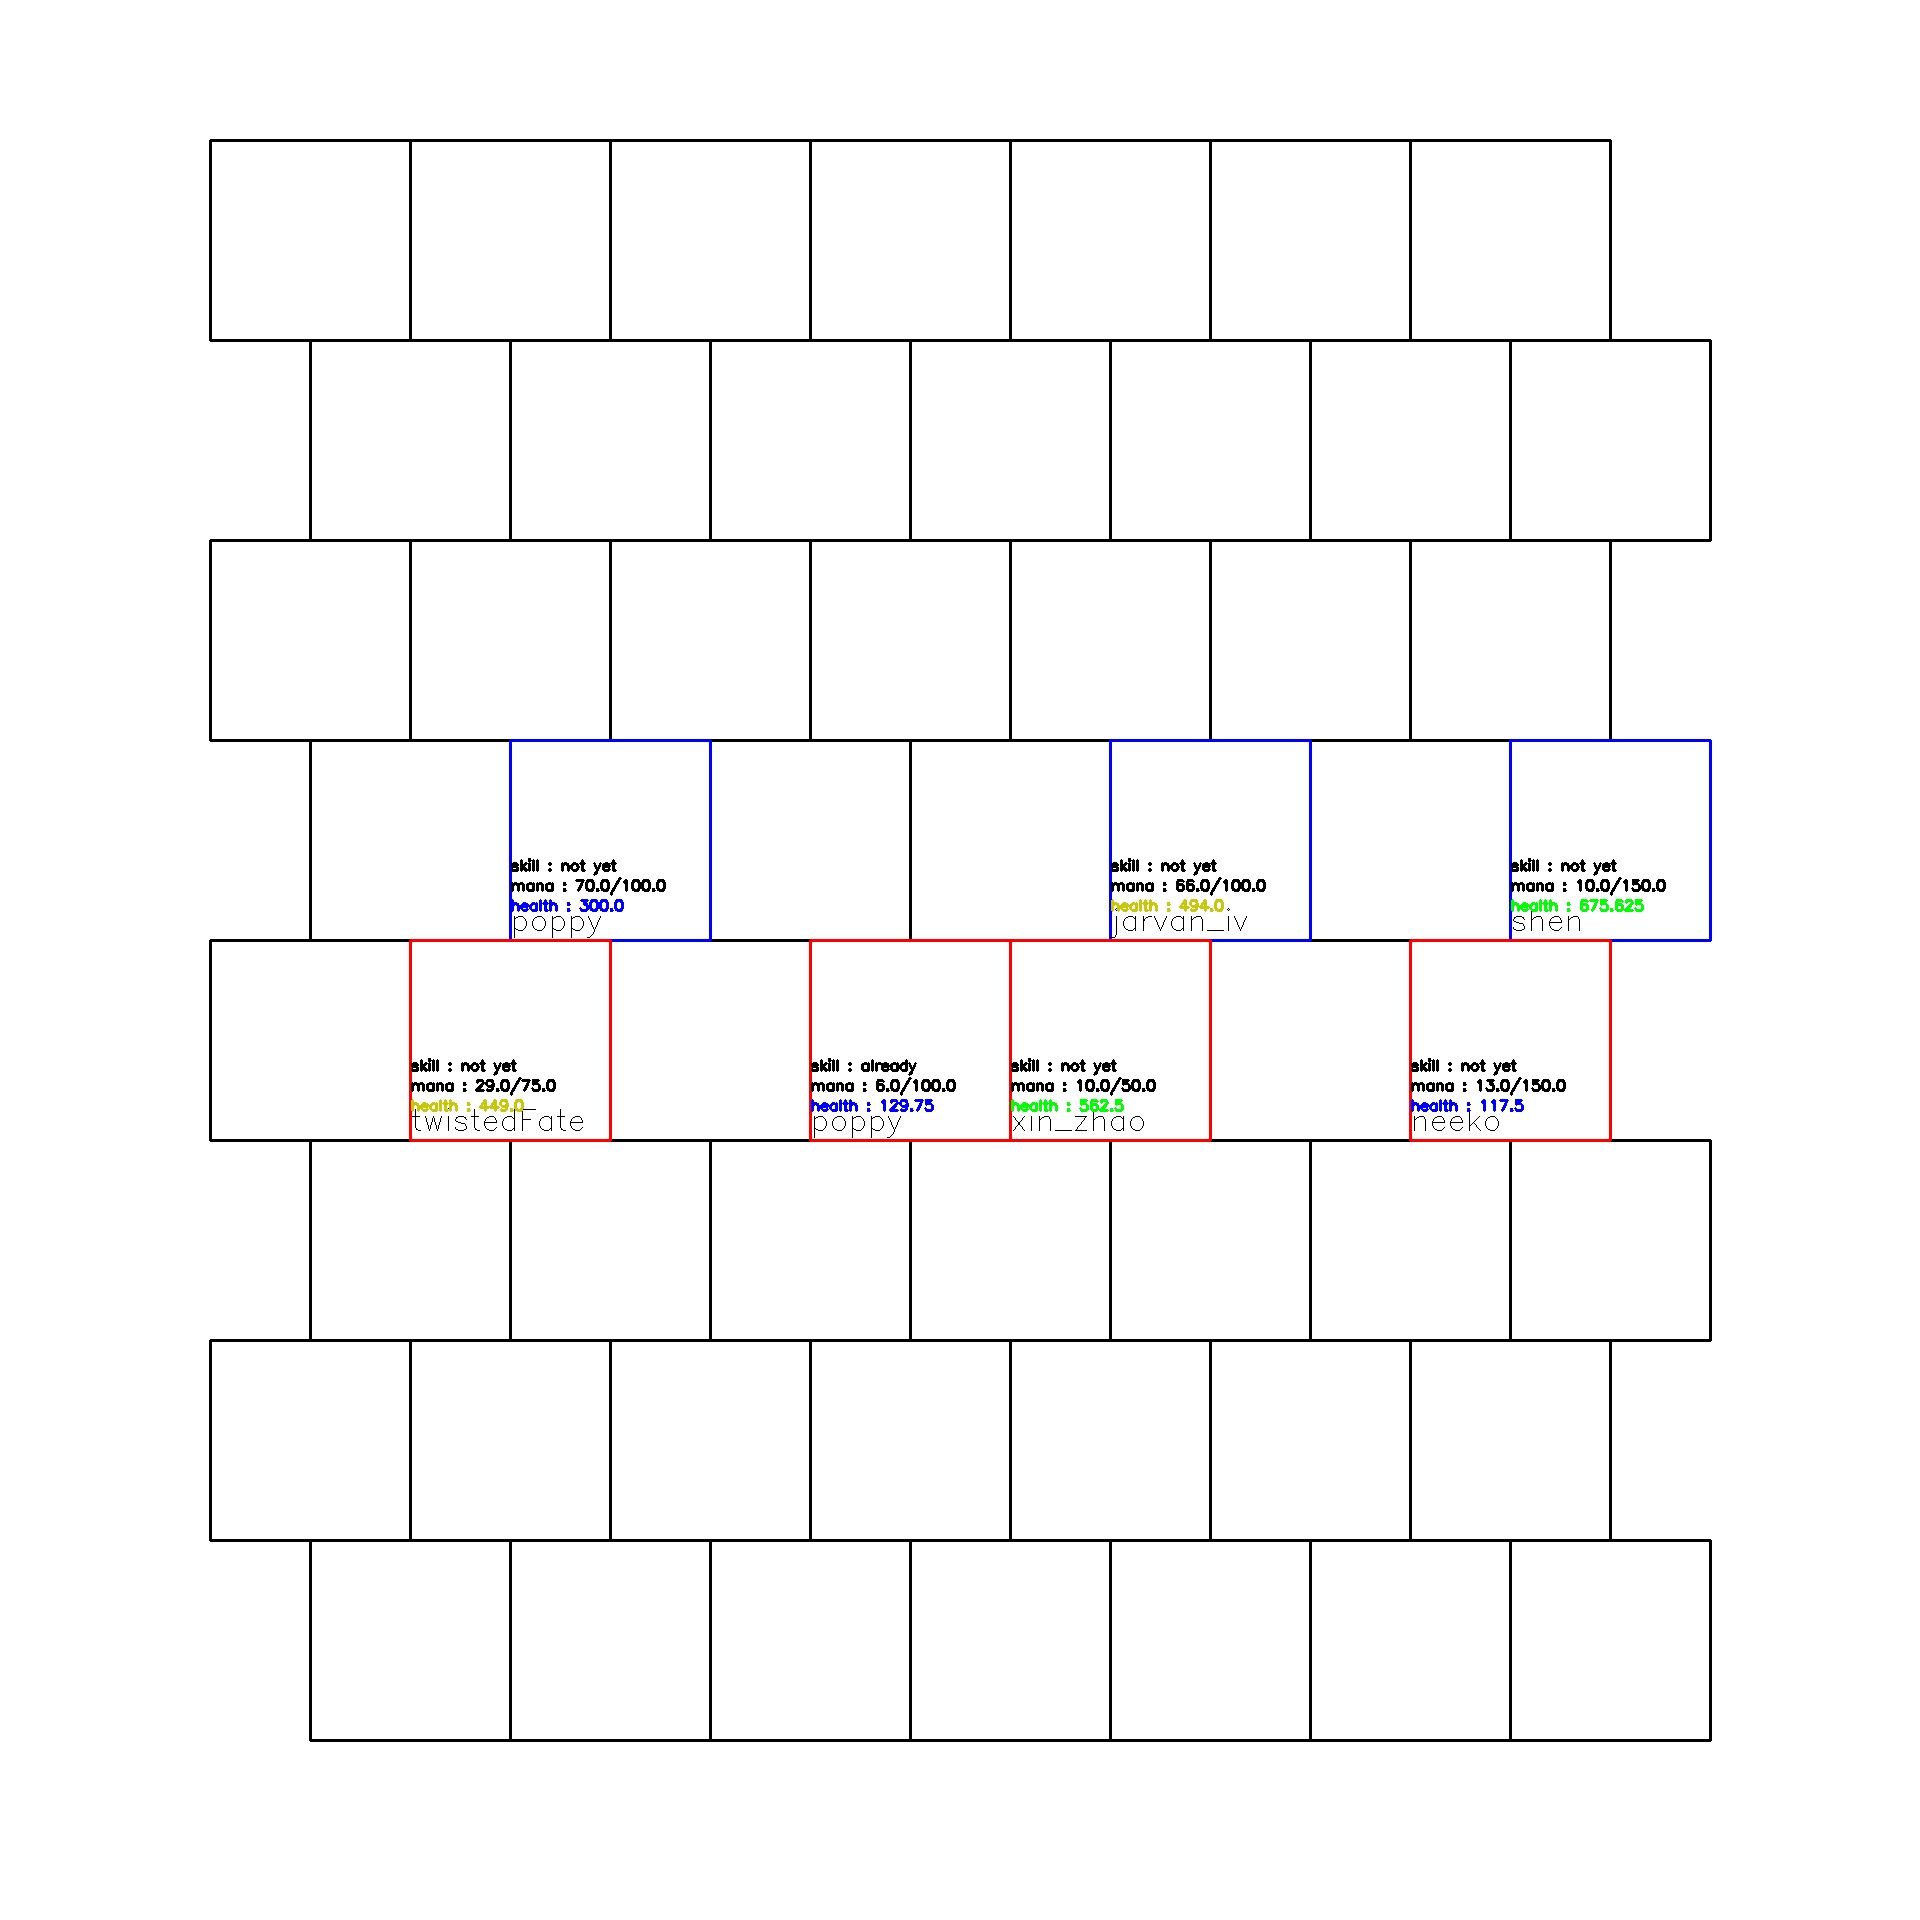 skill : not yet
mana : 70.0/100.0
health : 300.0
poppy
skill : not yet
mana : 66.0/100.0
health : 494.0
jarvan_iv
skill : not yet
mana : 10.0/150.0
health : 675.625
shen
skill : not yet
mana : 29.0/75.0
health : 449.0
twistedFate
skill : already
mana : 6.0/100.0
health : 129.75
poppy
skill : not yet
mana : 10.0/50.0
health : 562.5
xin_zhao
skill : not yet
mana : 13.0/150.0
health : 117.5
neeko